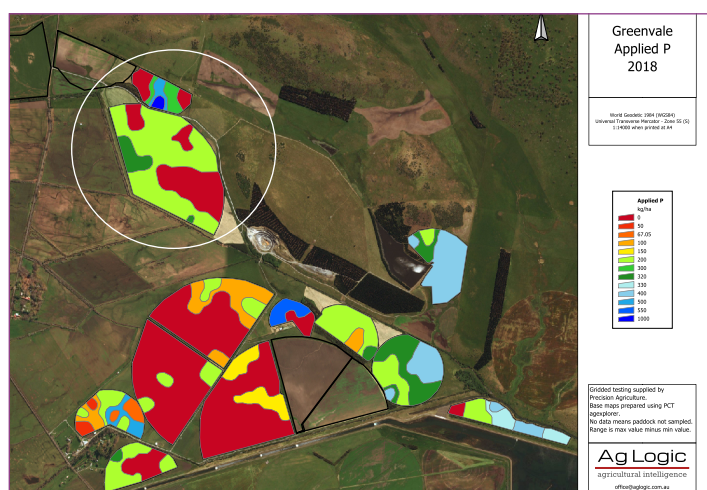 Greenvale
Applied P
2018
World Geodetic 1984 (WGS84)
Universal Transverse Mercator - Zone 55 (S)
1:14000 when printed at A4
Applied P
kg/ha
0
50
67.05
100
150
200
300
320
330
400
500
550
1000
Gridded testing supplied by
Precision Agriculture.
Base maps prepared using PCT
agexplorer.
No data means paddock not sampled.
Range is max value minus min value.
Ag Logic
agricultural intelligence
office@aglogic.com.au